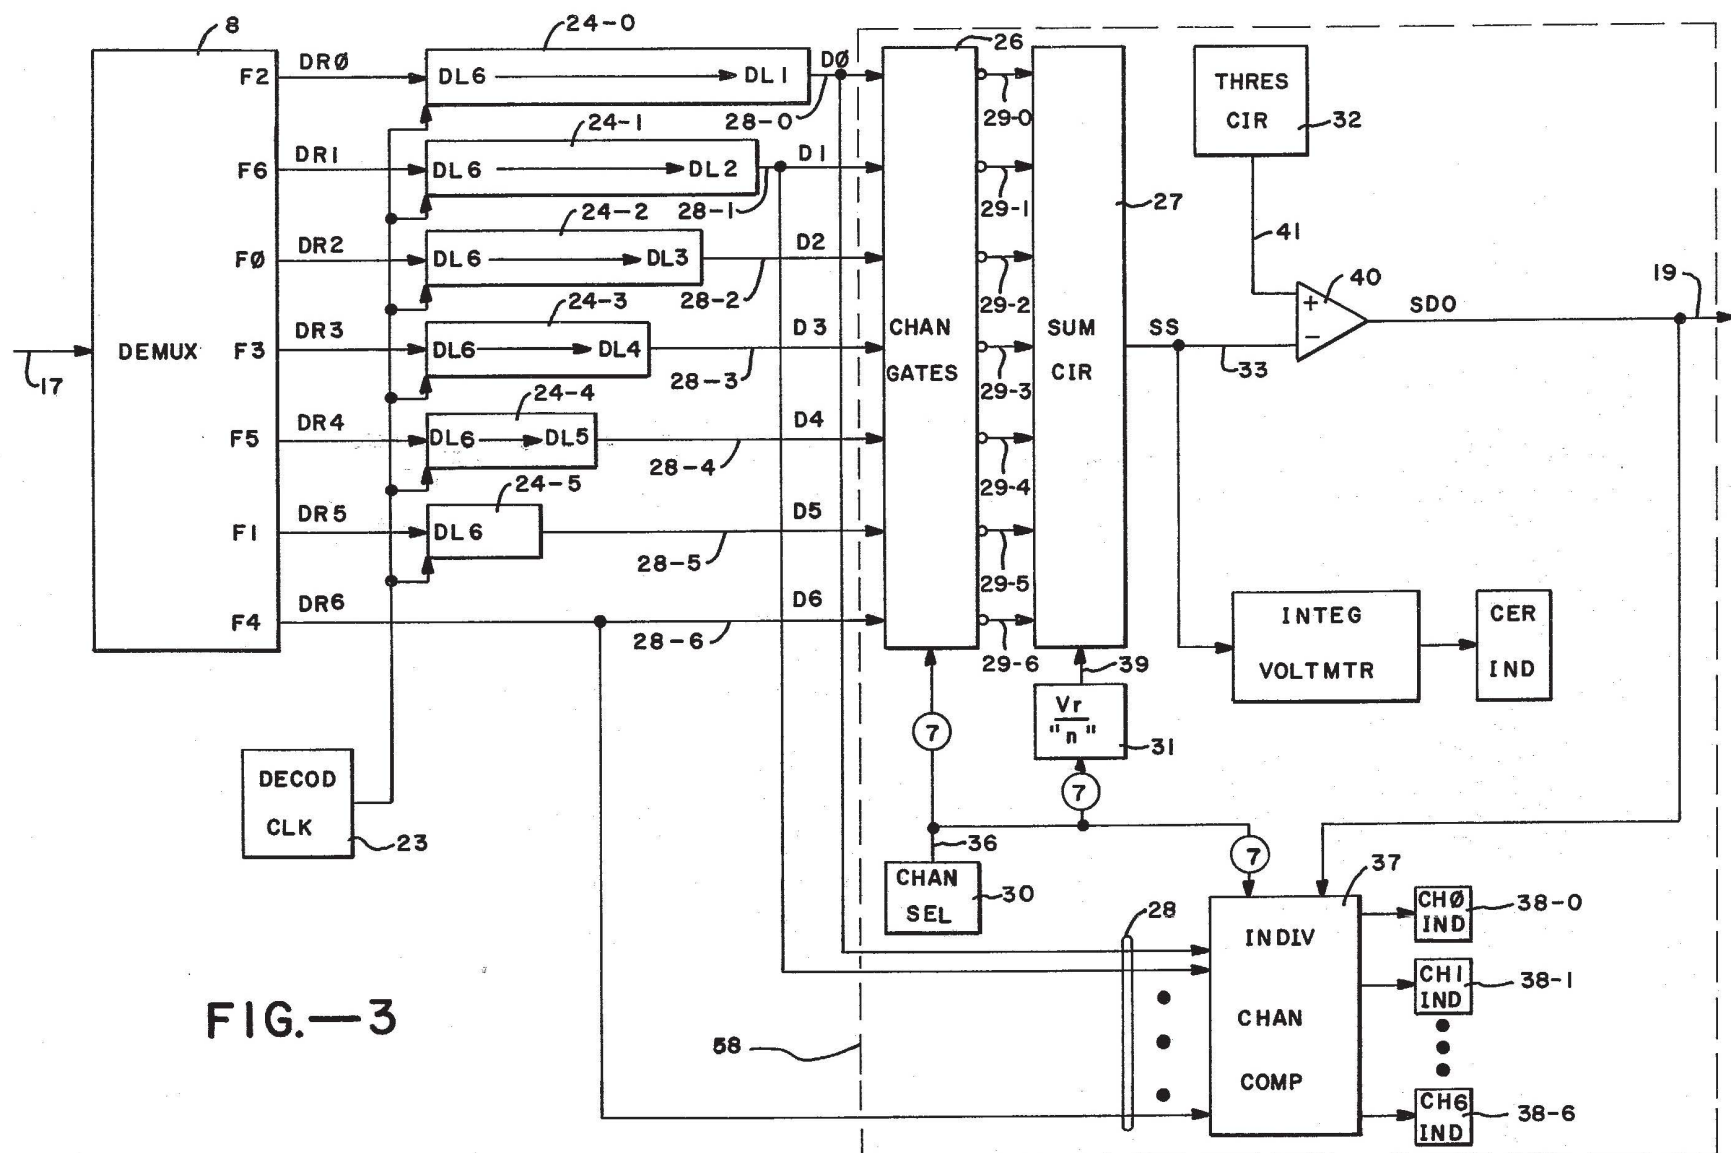 8
24-0
26
F2
DRØ
DL6
DL1
DØ
28-0
29-0
THRES
CIR
32
24-1
F6
DR1
DL6
DL2
D1
28-1
29-1
27
24-2
FØ
DR2
DL6
DL3
D2
28-2
29-2
41
40
19
SDO
+
−
24-3
F3
DR3
DL6
DL4
D3
28-3
29-3
DEMUX
17
CHAN
GATES
SUM
CIR
SS
33
24-4
F5
DR4
DL6
DL5
D4
28-4
29-4
24-5
F1
DR5
DL6
D5
28-5
29-5
F4
DR6
D6
28-6
29-6
39
INTEG
VOLTMTR
CER
IND
7
Vr
"n"
31
7
DECOD
CLK
23
36
7
CHAN
SEL
30
37
28
INDIV
CHAN
COMP
CHØ
IND
38-0
CH1
IND
38-1
FIG.—3
58
CH6
IND
38-6